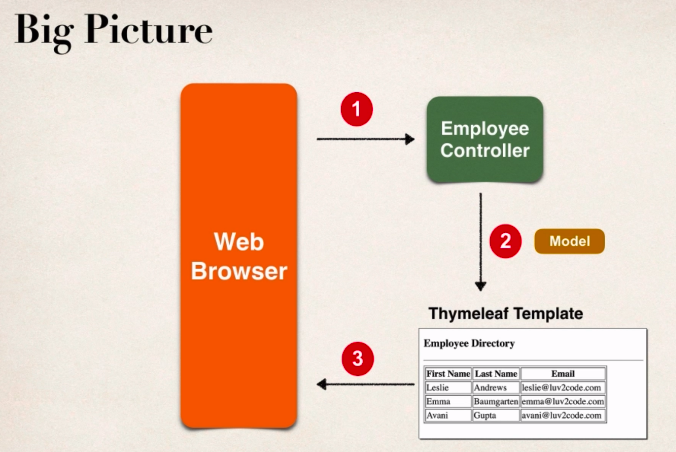 Big Picture
1
Employee
Controller
Web
Browser
2
Model
Thymeleaf Template
Employee Directory
First Name Last Name Email
Leslie Andrews leslie@luv2code.com
Emma Baumgarten emma@luv2code.com
Avani Gupta avani@luv2code.com
3